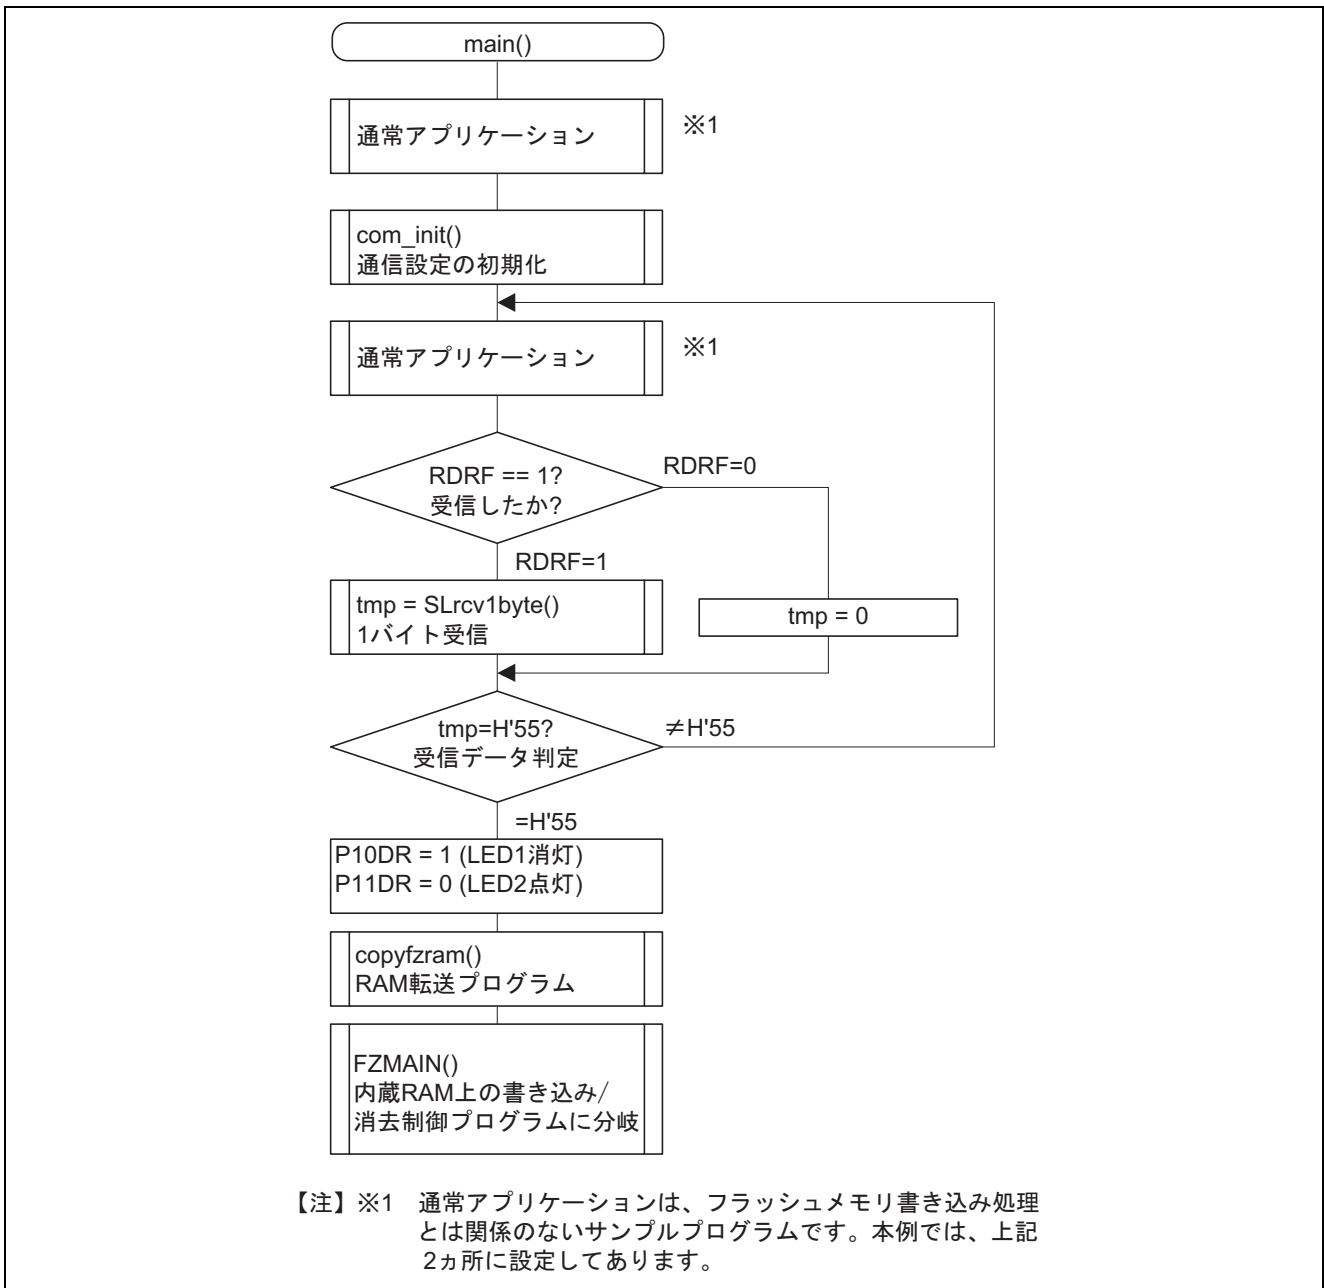 main()
通常アプリケーション
※1
com_init()
通信設定の初期化
通常アプリケーション
※1
RDRF == 1?
受信したか?
RDRF=0
RDRF=1
tmp = SLrcv1byte()
1バイト受信
tmp = 0
tmp=H'55?
受信データ判定
≠H'55
=H'55
P10DR = 1 (LED1消灯)
P11DR = 0 (LED2点灯)
copyfzram()
RAM転送プログラム
FZMAIN()
内蔵RAM上の書き込み/
消去制御プログラムに分岐
【注】※1 通常アプリケーションは、フラッシュメモリ書き込み処理
とは関係のないサンプルプログラムです。本例では、上記
2ヵ所に設定してあります。